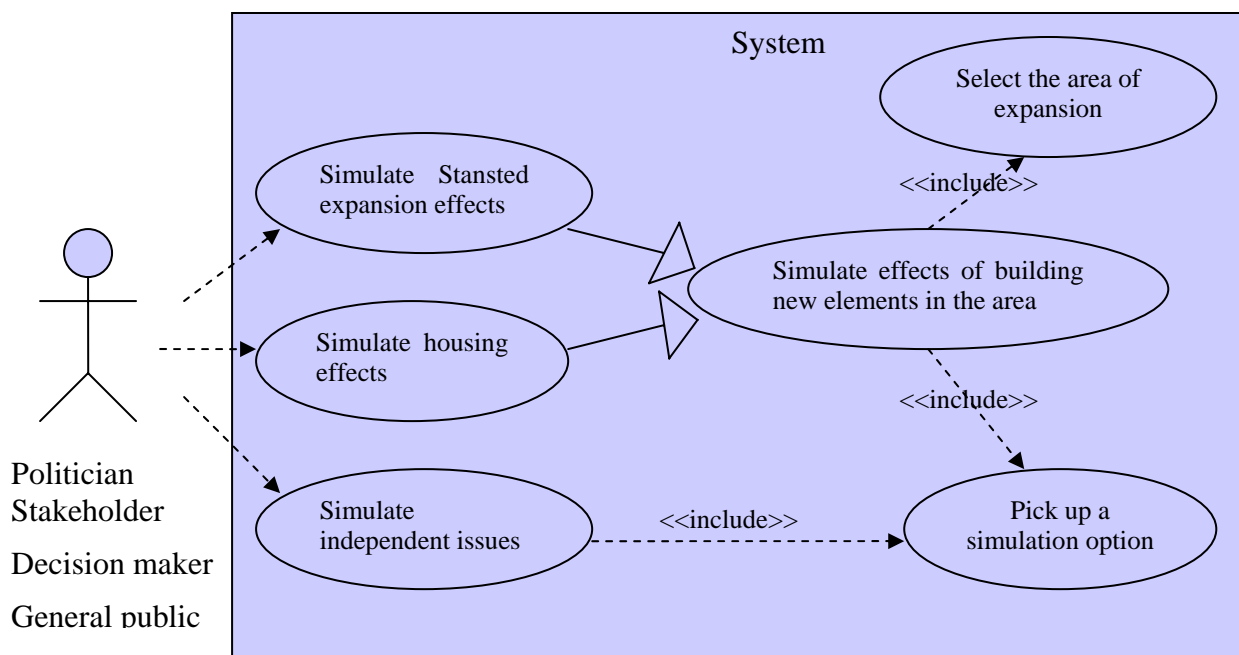 System
Select the area of
expansion
Simulate Stansted
expansion effects
<<include>>
Simulate effects of building
new elements in the area
Simulate housing
effects
<<include>>
Politician
Stakeholder
Decision maker
General public
Simulate
independent issues
<<include>>
Pick up a
simulation option